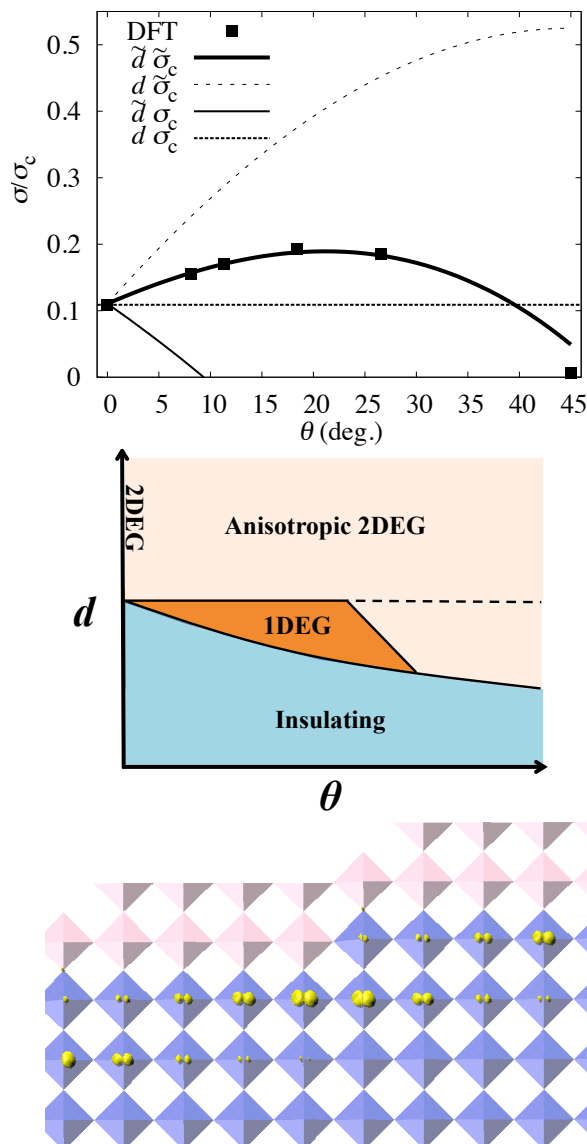 DFT
d̃ σ̃c
d σ̃c
d̃ σc
d σc
σ/σc
0.5
0.4
0.3
0.2
0.1
0
0 5 10 15 20 25 30 35 40 45
θ (deg.)
2DEG
Anisotropic 2DEG
d
1DEG
Insulating
θ